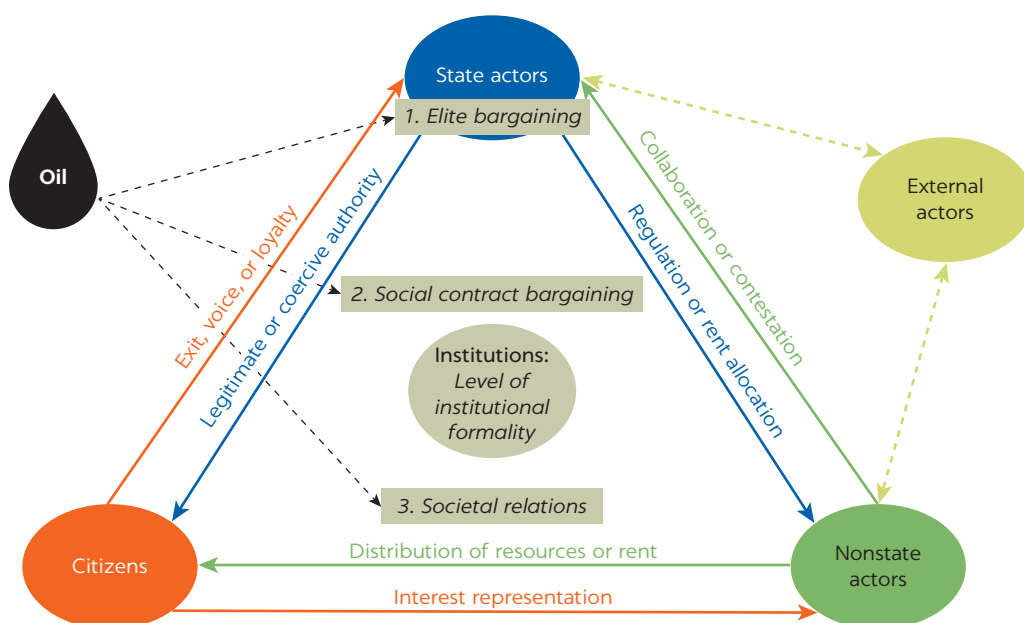 State actors
1. Elite bargaining
Oil
External
actors
Exit, voice, or loyalty
Legitimate or coercive authority
Regulation or rent allocation
Collaboration or contestation
2. Social contract bargaining
Institutions:
Level of
institutional
formality
3. Societal relations
Citizens
Distribution of resources or rent
Interest representation
Nonstate
actors